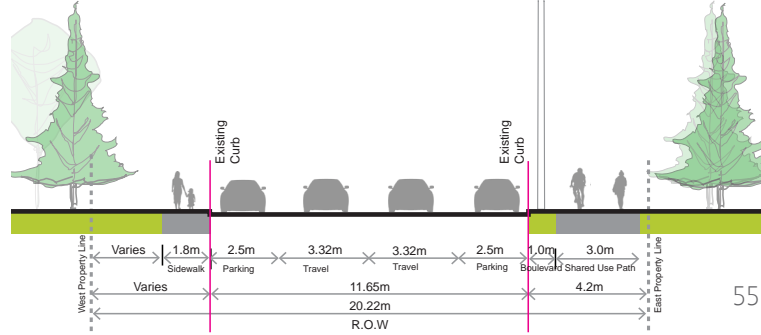 Existing
Curb
Existing
Curb
West Property Line
East Property Line
Varies 1.8m 2.5m 3.32m 3.32m 2.5m 1.0m 3.0m
Sidewalk Parking Travel Travel Parking Boulevard Shared Use Path
Varies 11.65m 4.2m
20.22m
R.O.W
55